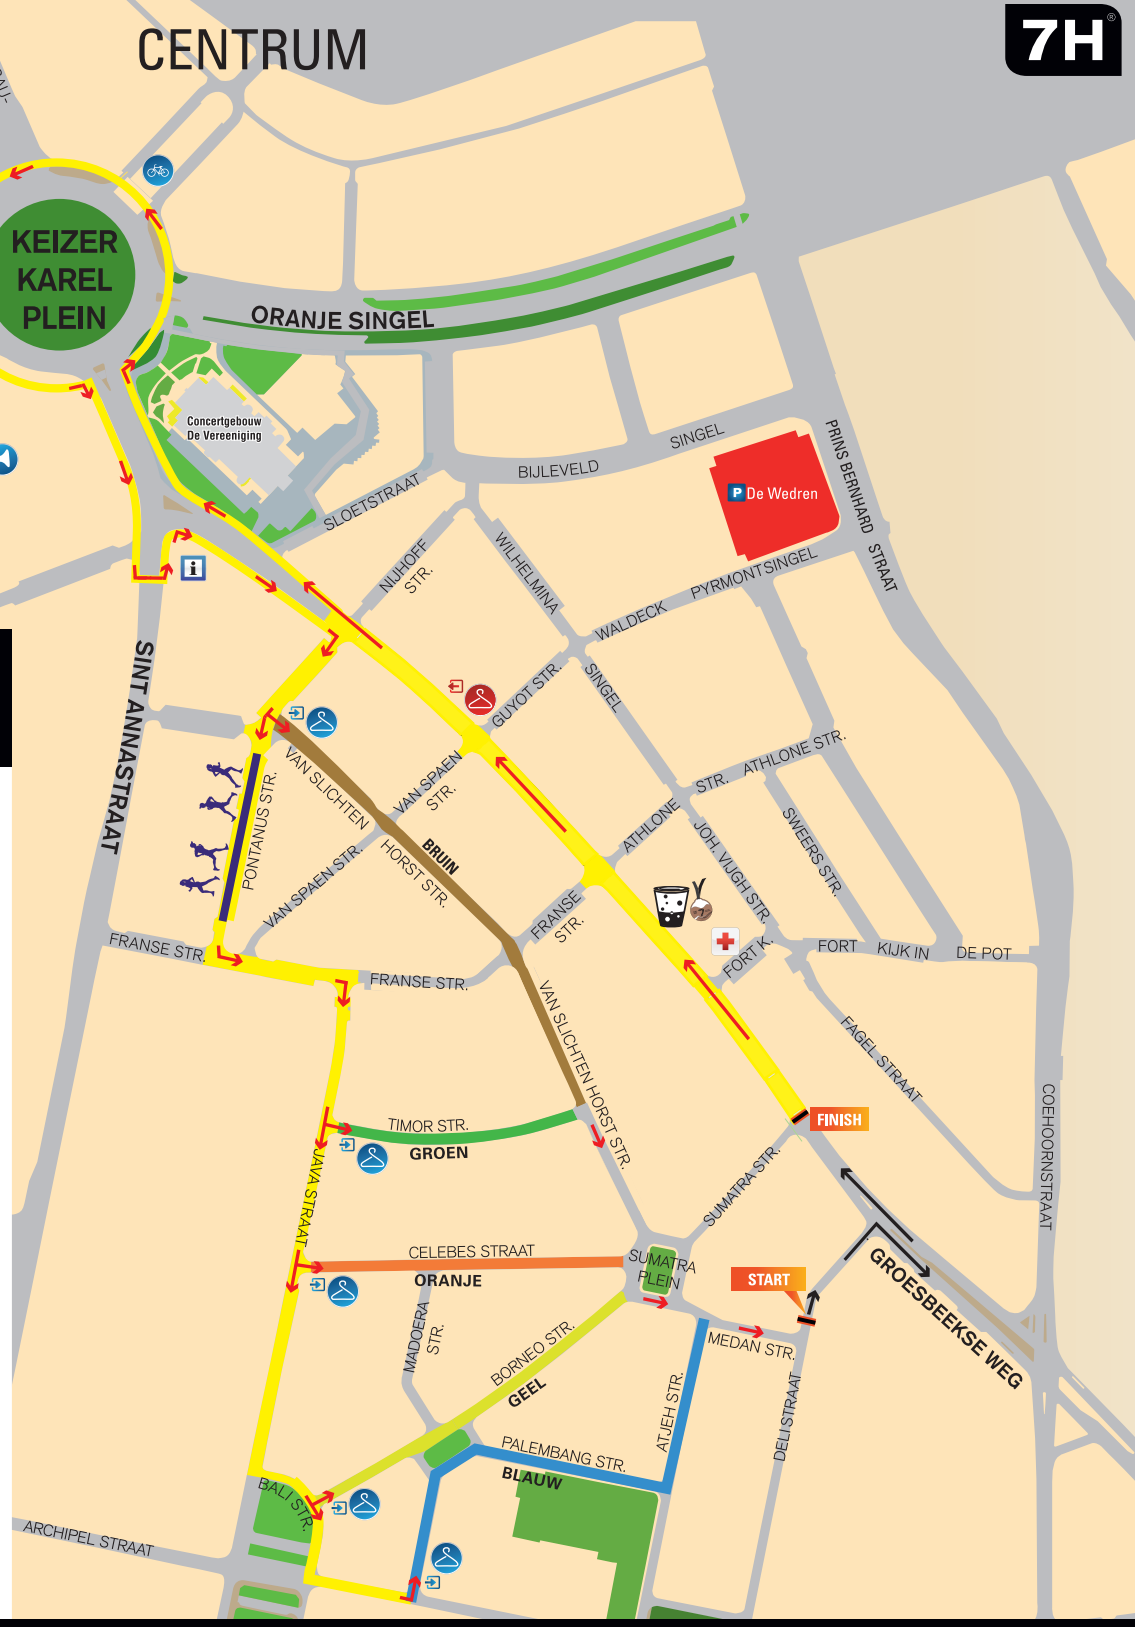 CENTRUM
7H®
AU-
KEIZER
KAREL
PLEIN
ORANJE SINGEL
Concertgebouw
De Vereeniging
SLOETSTRAAT
BIJLEVELD
SINGEL
PRINS BERNHARD STRAAT
P De Wedren
NIJHOFF
STR.
WILHELMINA
SINGEL
WALDECK PYRMONTSINGEL
i
SINT ANNASTRAAT
GUYOT STR.
VAN SLICHTEN
HORST STR.
VAN SPAEN
STR.
BRUIN
STR. ATHLONE STR.
ATHLONE
PONTANUS STR.
VAN SPAEN STR.
JOH. VIJGH STR.
SWEERS STR.
FRANSE
STR.
FRANSE STR.
FORT K.
FORT KIJK IN DE POT
FRANSE STR.
VAN SLICHTEN HORST STR.
FAGEL STRAAT
COEHOORNSTRAAT
FINISH
TIMOR STR.
GROEN
JAVA STRAAT
SUMATRA STR.
CELEBES STRAAT
ORANJE
SUMATRA
PLEIN
START
GROESBEEKSE WEG
MADOERA
STR.
BORNEO STR.
GEEL
MEDAN STR.
ATJEH STR.
DELISTRAAT
PALEMBANG STR.
BLAUW
BALI STR.
ARCHIPEL STRAAT